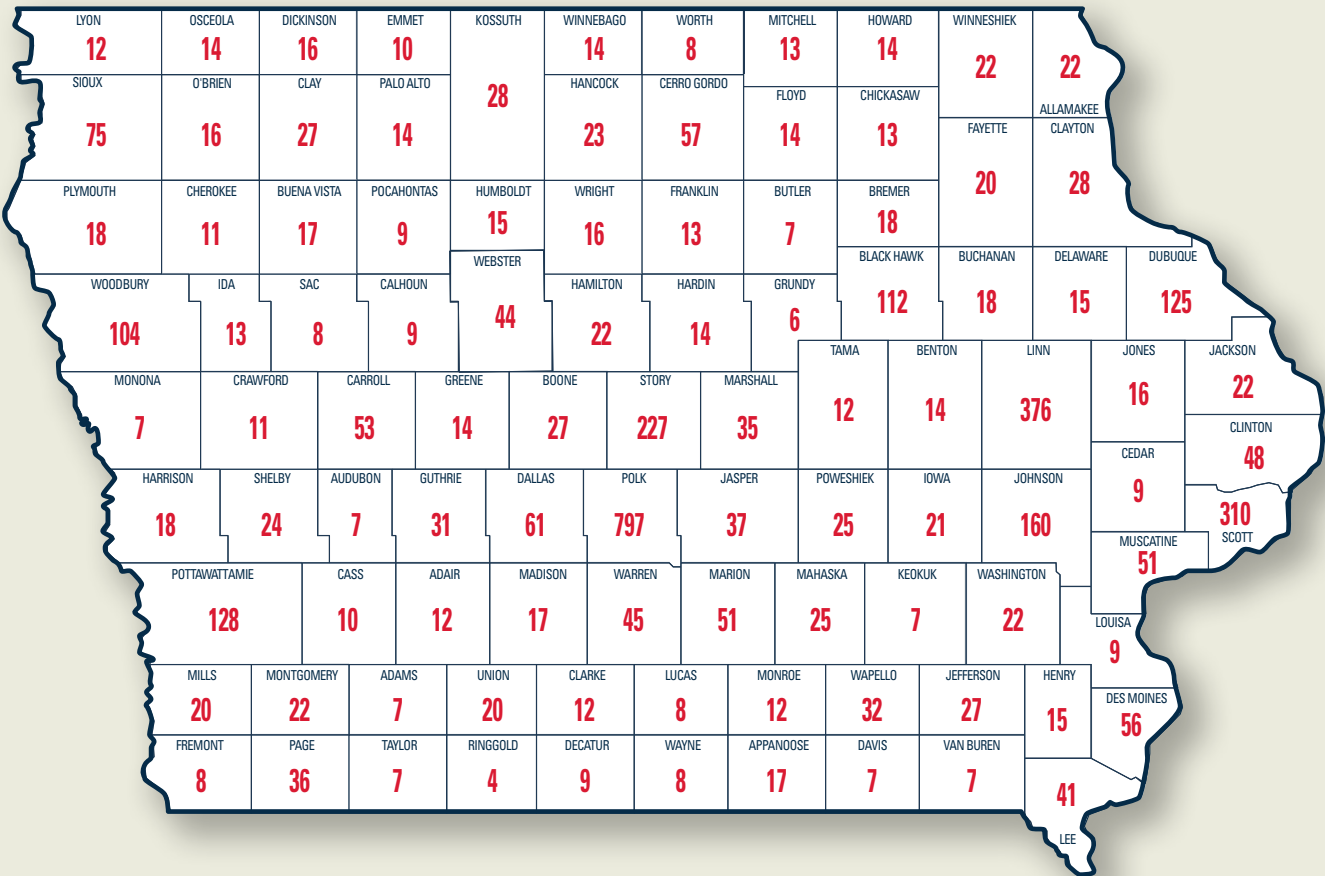 LYON OSCEOLA DICKINSON EMMET KOSSUTH WINNEBAGO WORTH MITCHELL HOWARD WINNESHIEK
12 14 16 10 14 8 13 14 22 22
SIOUX O'BRIEN CLAY PALO ALTO 28 HANCOCK CERRO GORDO FLOYD CHICKASAW ALLAMAKEE
75 16 27 14 23 57 14 13
FAYETTE CLAYTON
20 28
PLYMOUTH CHEROKEE BUENA VISTA POCAHONTAS HUMBOLDT WRIGHT FRANKLIN BUTLER BREMER
18 11 17 9 15 16 13 7 18
WEBSTER BLACK HAWK BUCHANAN DELAWARE DUBUQUE
44 112 18 15 125
WOODBURY IDA SAC CALHOUN HAMILTON HARDIN GRUNDY
104 13 8 9 22 14 6
TAMA BENTON LINN JONES JACKSON
12 14 376 16 22
MONONA CRAWFORD CARROLL GREENE BOONE STORY MARSHALL
7 11 53 14 27 227 35
CLINTON
48
CEDAR
9
HARRISON SHELBY AUDUBON GUTHRIE DALLAS POLK JASPER POWESHIEK IOWA JOHNSON
18 24 7 31 61 797 37 25 21 160
310
SCOTT
MUSCATINE
51
POTTAWATTAMIE CASS ADAIR MADISON WARREN MARION MAHASKA KEOKUK WASHINGTON
128 10 12 17 45 51 25 7 22
LOUISA
9
MILLS MONTGOMERY ADAMS UNION CLARKE LUCAS MONROE WAPELLO JEFFERSON HENRY
20 22 7 20 12 8 12 32 27 15
DES MOINES
56
FREMONT PAGE TAYLOR RINGGOLD DECATUR WAYNE APPANOOSE DAVIS VAN BUREN
8 36 7 4 9 8 17 7 7
41
LEE